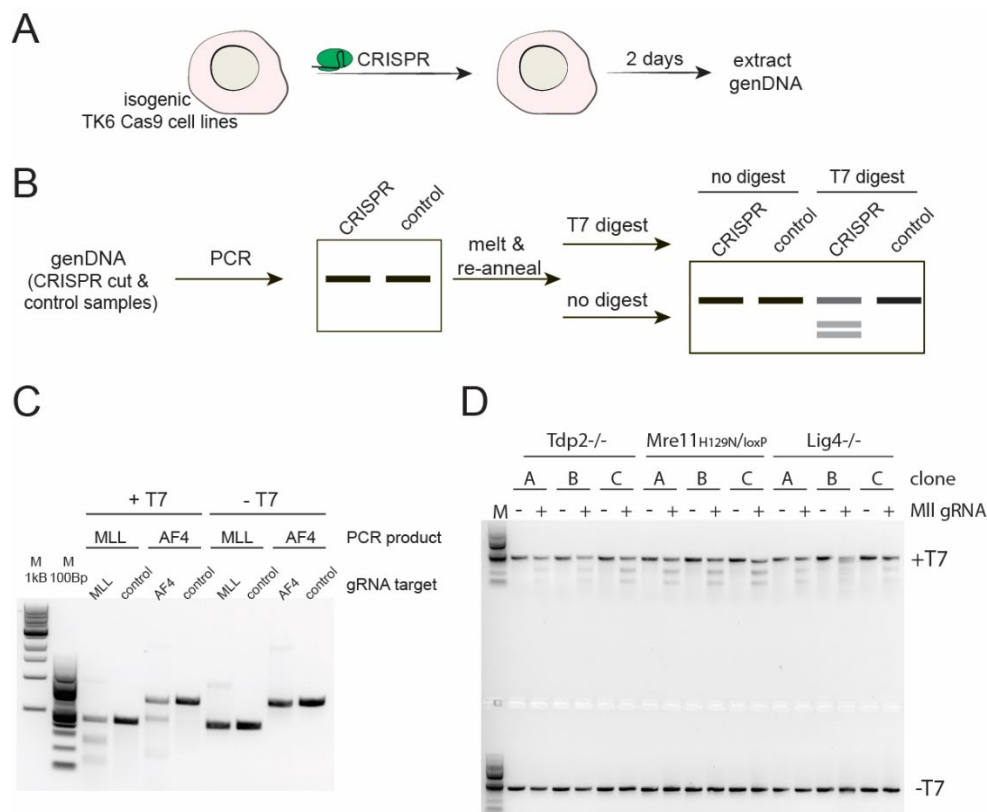 A
CRISPR
2 days
extract
genDNA
isogenic
TK6 Cas9 cell lines
B
no digest
T7 digest
CRISPR
control
CRISPR
control
CRISPR
control
genDNA
(CRISPR cut &
control samples)
PCR
melt &
re-anneal
T7 digest
no digest
C
+ T7
- T7
MLL
AF4
MLL
AF4
PCR product
M
1kB
M
100Bp
MLL
control
AF4
control
MLL
control
AF4
control
gRNA target
D
Tdp2-/-
Mre11H129N/loxP
Lig4-/-
A B C A B C A B C clone
M - + - + - + - + - + - + - + - + - + Mll gRNA
+T7
-T7